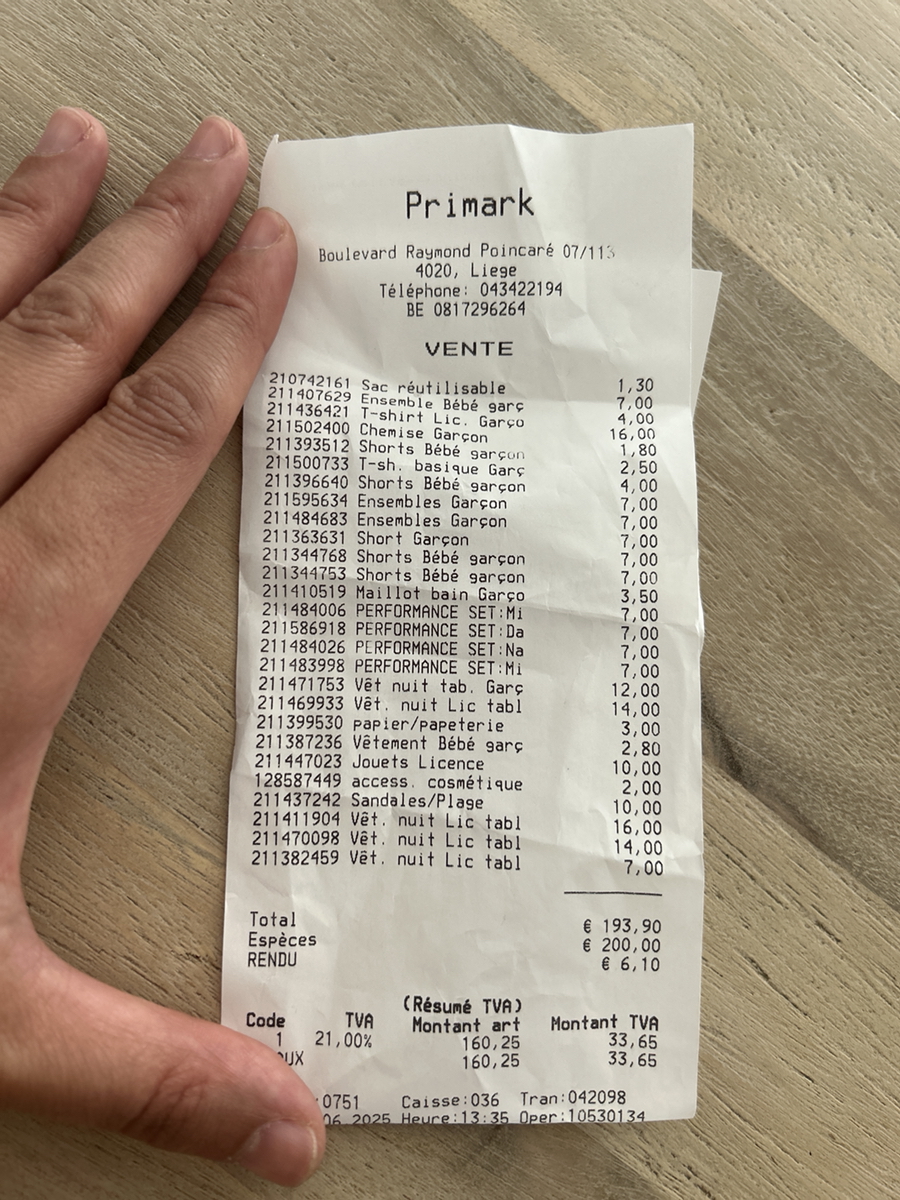 Primark
Boulevard Raymond Poincaré 07/113
4020, Liege
Téléphone: 043422194
BE 0817296264
VENTE
210742161 Sac réutilisable 1,30
211407629 Ensemble Bébé garç 7,00
211436421 T-shirt Lic. Garço 4,00
211502400 Chemise Garçon 16,00
211393512 Shorts Bébé garçon 1,80
211500733 T-sh. basique Garç 2,50
211396640 Shorts Bébé garçon 4,00
211595634 Ensembles Garçon 7,00
211484683 Ensembles Garçon 7,00
211363631 Short Garçon 7,00
211344768 Shorts Bébé garçon 7,00
211344753 Shorts Bébé garçon 7,00
211410519 Maillot bain Garço 3,50
211484006 PERFORMANCE SET:Mi 7,00
211586918 PERFORMANCE SET:Da 7,00
211484026 PERFORMANCE SET:Na 7,00
211483998 PERFORMANCE SET:Mi 7,00
211471753 Vêt nuit tab. Garç 12,00
211469933 Vêt. nuit Lic tabl 14,00
211399530 papier/papeterie 3,00
211387236 Vêtement Bébé garç 2,80
211447023 Jouets Licence 10,00
128587449 access. cosmétique 2,00
211437242 Sandales/Plage 10,00
211411904 Vêt. nuit Lic tabl 16,00
211470098 Vêt. nuit Lic tabl 14,00
211382459 Vêt. nuit Lic tabl 7,00
Total € 193,90
Espèces € 200,00
RENDU € 6,10
(Résumé TVA)
Code TVA Montant art Montant TVA
1 21,00% 160,25 33,65
UX 160,25 33,65
:0751 Caisse:036 Tran:042098
06 2025 Heure:13:35 Oper:10530134